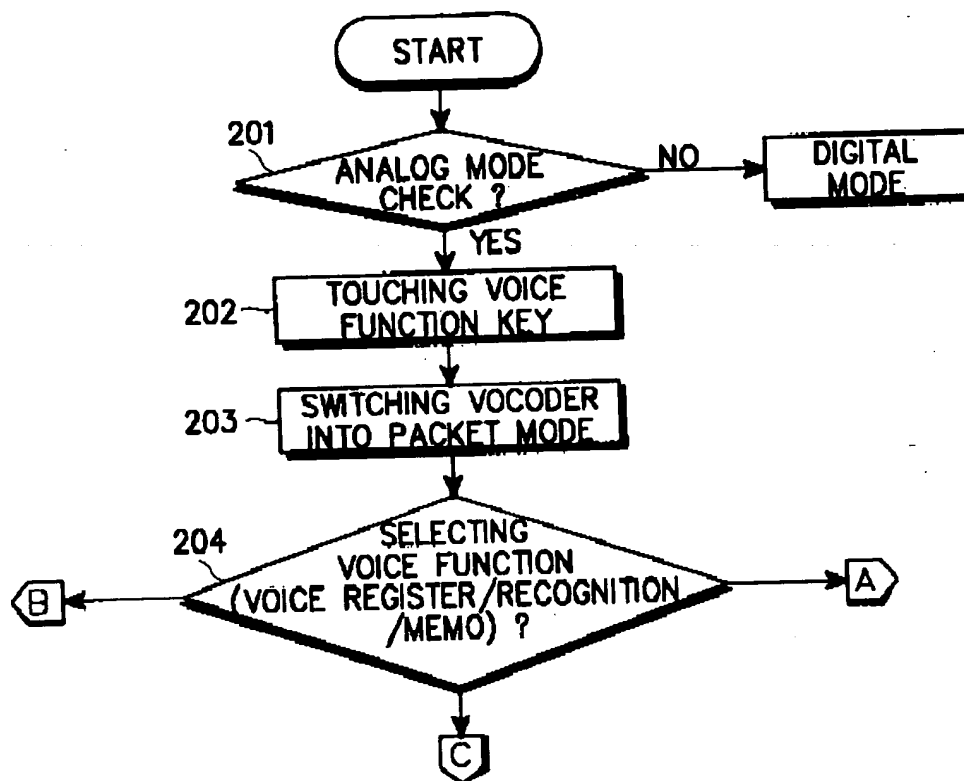 START
201
ANALOG MODE
CHECK ?
NO
DIGITAL
MODE
YES
202
TOUCHING VOICE
FUNCTION KEY
203
SWITCHING VOCODER
INTO PACKET MODE
204
SELECTING
VOICE FUNCTION
(VOICE REGISTER/RECOGNITION
/MEMO) ?
B
A
C